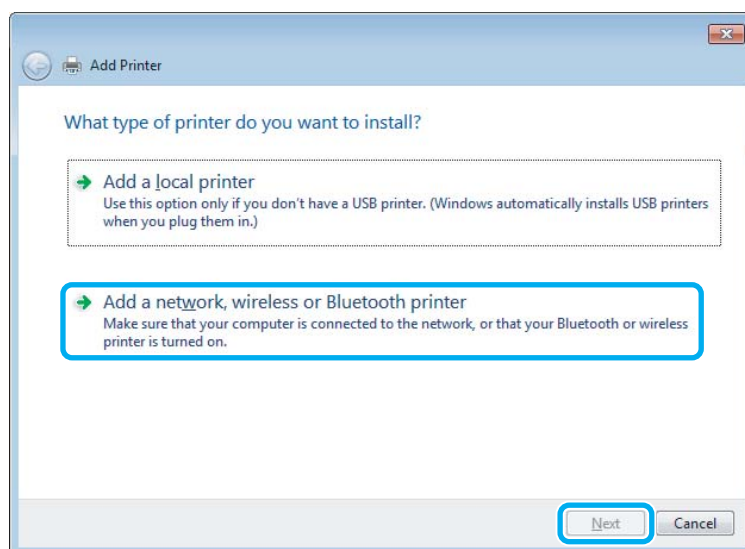 Add Printer
What type of printer do you want to install?
Add a local printer
Use this option only if you don't have a USB printer. (Windows automatically installs USB printers
when you plug them in.)
Add a network, wireless or Bluetooth printer
Make sure that your computer is connected to the network, or that your Bluetooth or wireless
printer is turned on.
Next Cancel